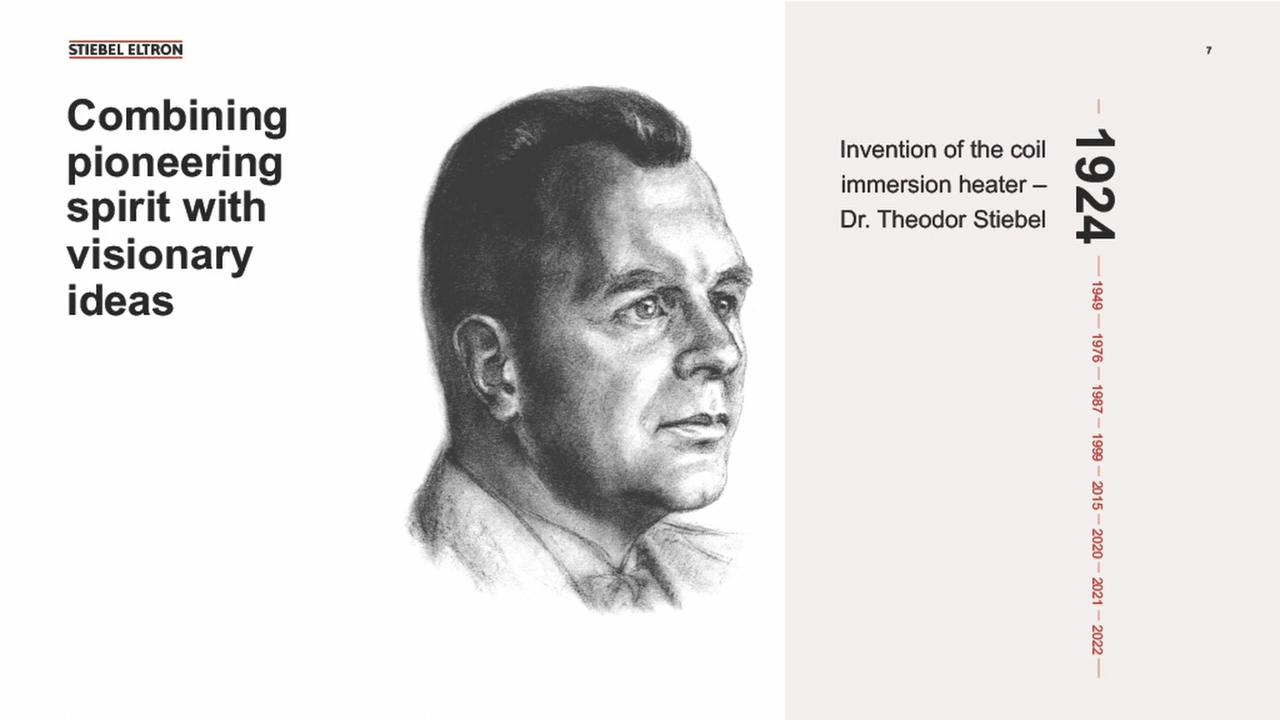 STIEBEL ELTRON
7
Combining
pioneering
spirit with
visionary
ideas
Invention of the coil
immersion heater –
Dr. Theodor Stiebel
1924 — 1949 — 1976 — 1987 — 1999 — 2015 — 2020 — 2021 — 2022